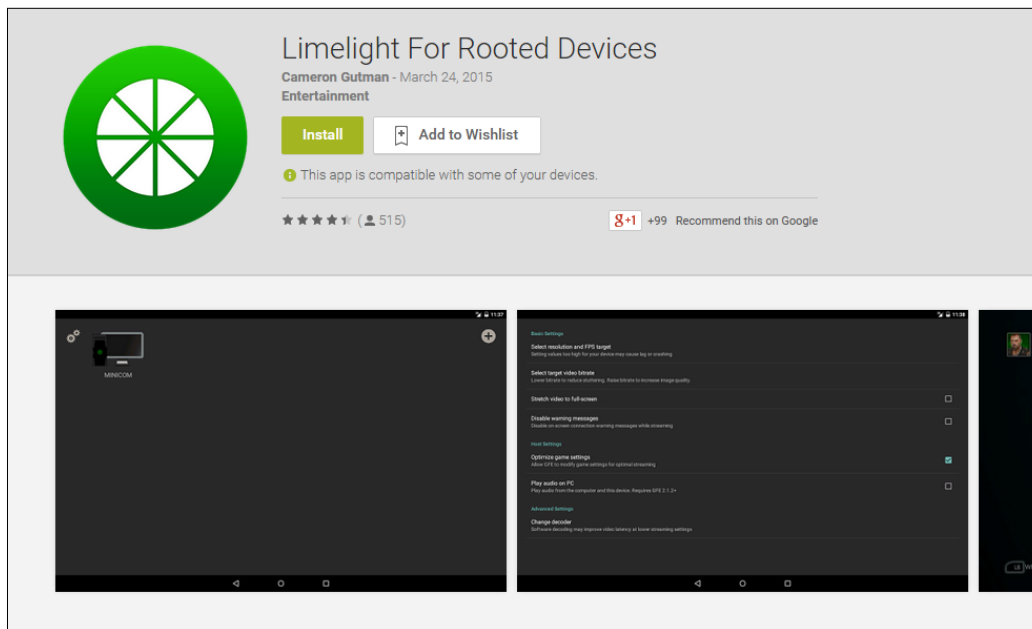 Limelight For Rooted Devices
Cameron Gutman - March 24, 2015
Entertainment
Install
Add to Wishlist
This app is compatible with some of your devices.
(515)
g+1 +99 Recommend this on Google
11:37
MINICOM
11:38
Basic Settings
Select resolution and FPS target
Setting values too high for your device may cause lag or crashing
Select target video bitrate
Lower bitrate to reduce stuttering. Raise bitrate to increase image quality.
Stretch video to full-screen
Disable warning messages
Disable on-screen connection warning messages while streaming
Host Settings
Optimize game settings
Allow GFE to modify game settings for optimal streaming
Play audio on PC
Play audio from the computer and this device. Requires GFE 2.1.2+
Advanced Settings
Change decoder
Software decoding may improve video latency at lower streaming settings
LB